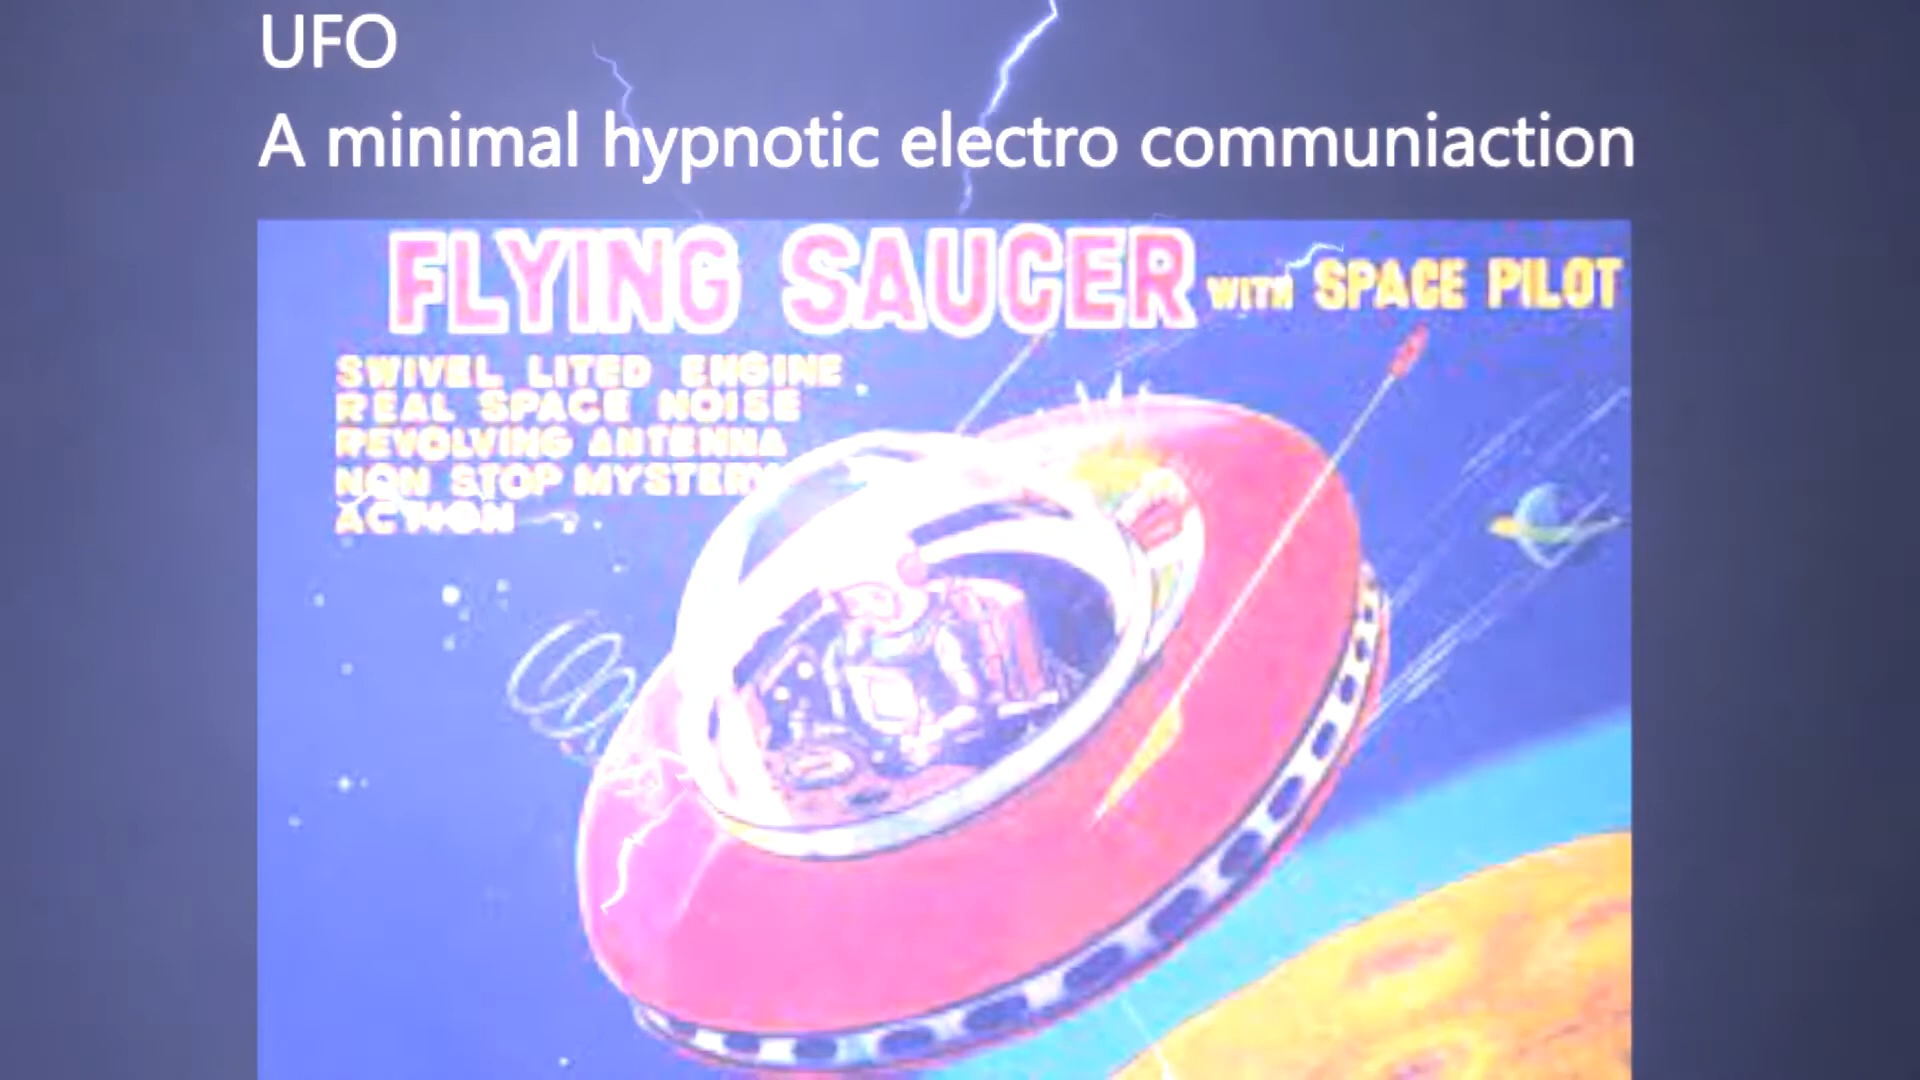 UFO
A minimal hypnotic electro communiaction
FLYING SAUCER WITH SPACE PILOT
SWIVEL LITED ENGINE
REAL SPACE NOISE
REVOLVING ANTENNA
NON STOP MYSTERY
ACTION